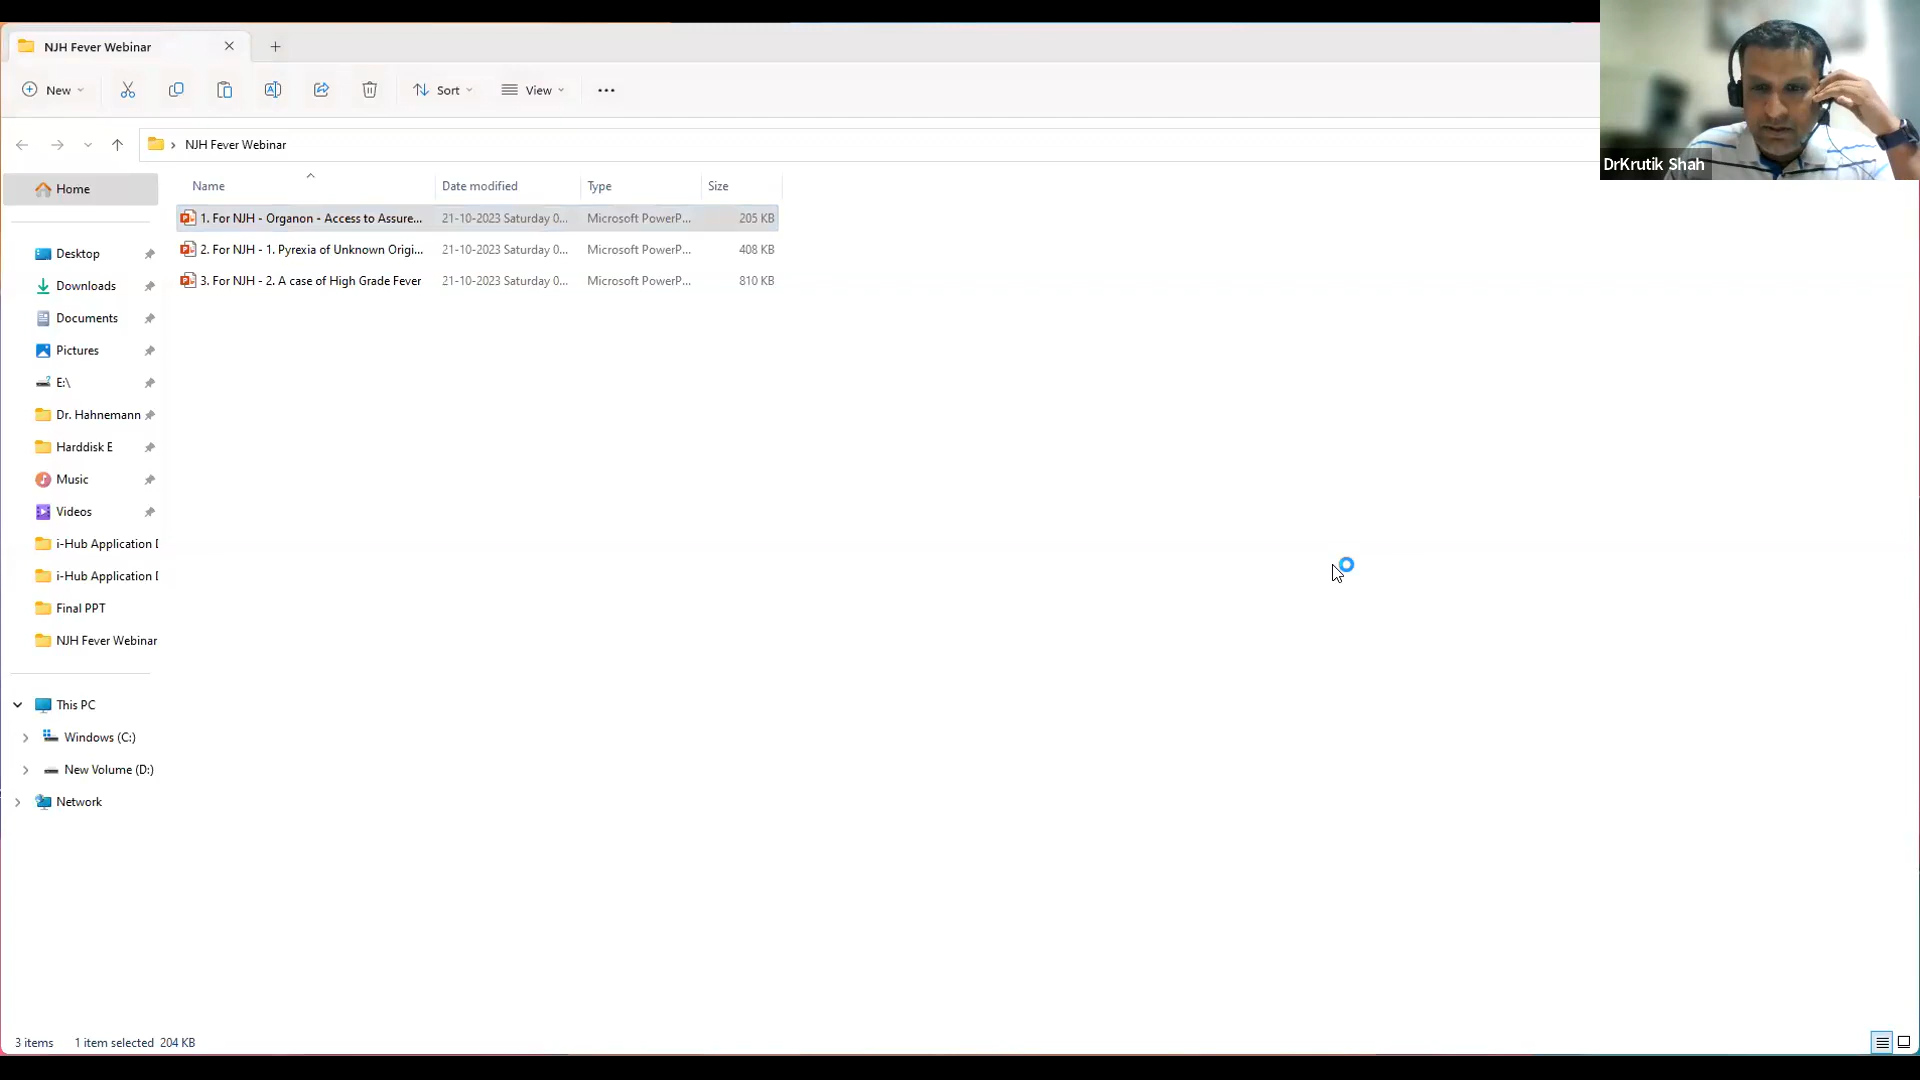 NJH Fever Webinar
New
Sort
View
NJH Fever Webinar
DrKrutik Shah
Home
Name
Date modified
Type
Size
1. For NJH - Organon - Access to Assure...
21-10-2023 Saturday 0...
Microsoft PowerP...
205 KB
2. For NJH - 1. Pyrexia of Unknown Origi...
21-10-2023 Saturday 0...
Microsoft PowerP...
408 KB
3. For NJH - 2. A case of High Grade Fever
21-10-2023 Saturday 0...
Microsoft PowerP...
810 KB
Desktop
Downloads
Documents
Pictures
E:\
Dr. Hahnemann
Harddisk E
Music
Videos
i-Hub Application D
i-Hub Application D
Final PPT
NJH Fever Webinar
This PC
Windows (C:)
New Volume (D:)
Network
3 items
1 item selected 204 KB